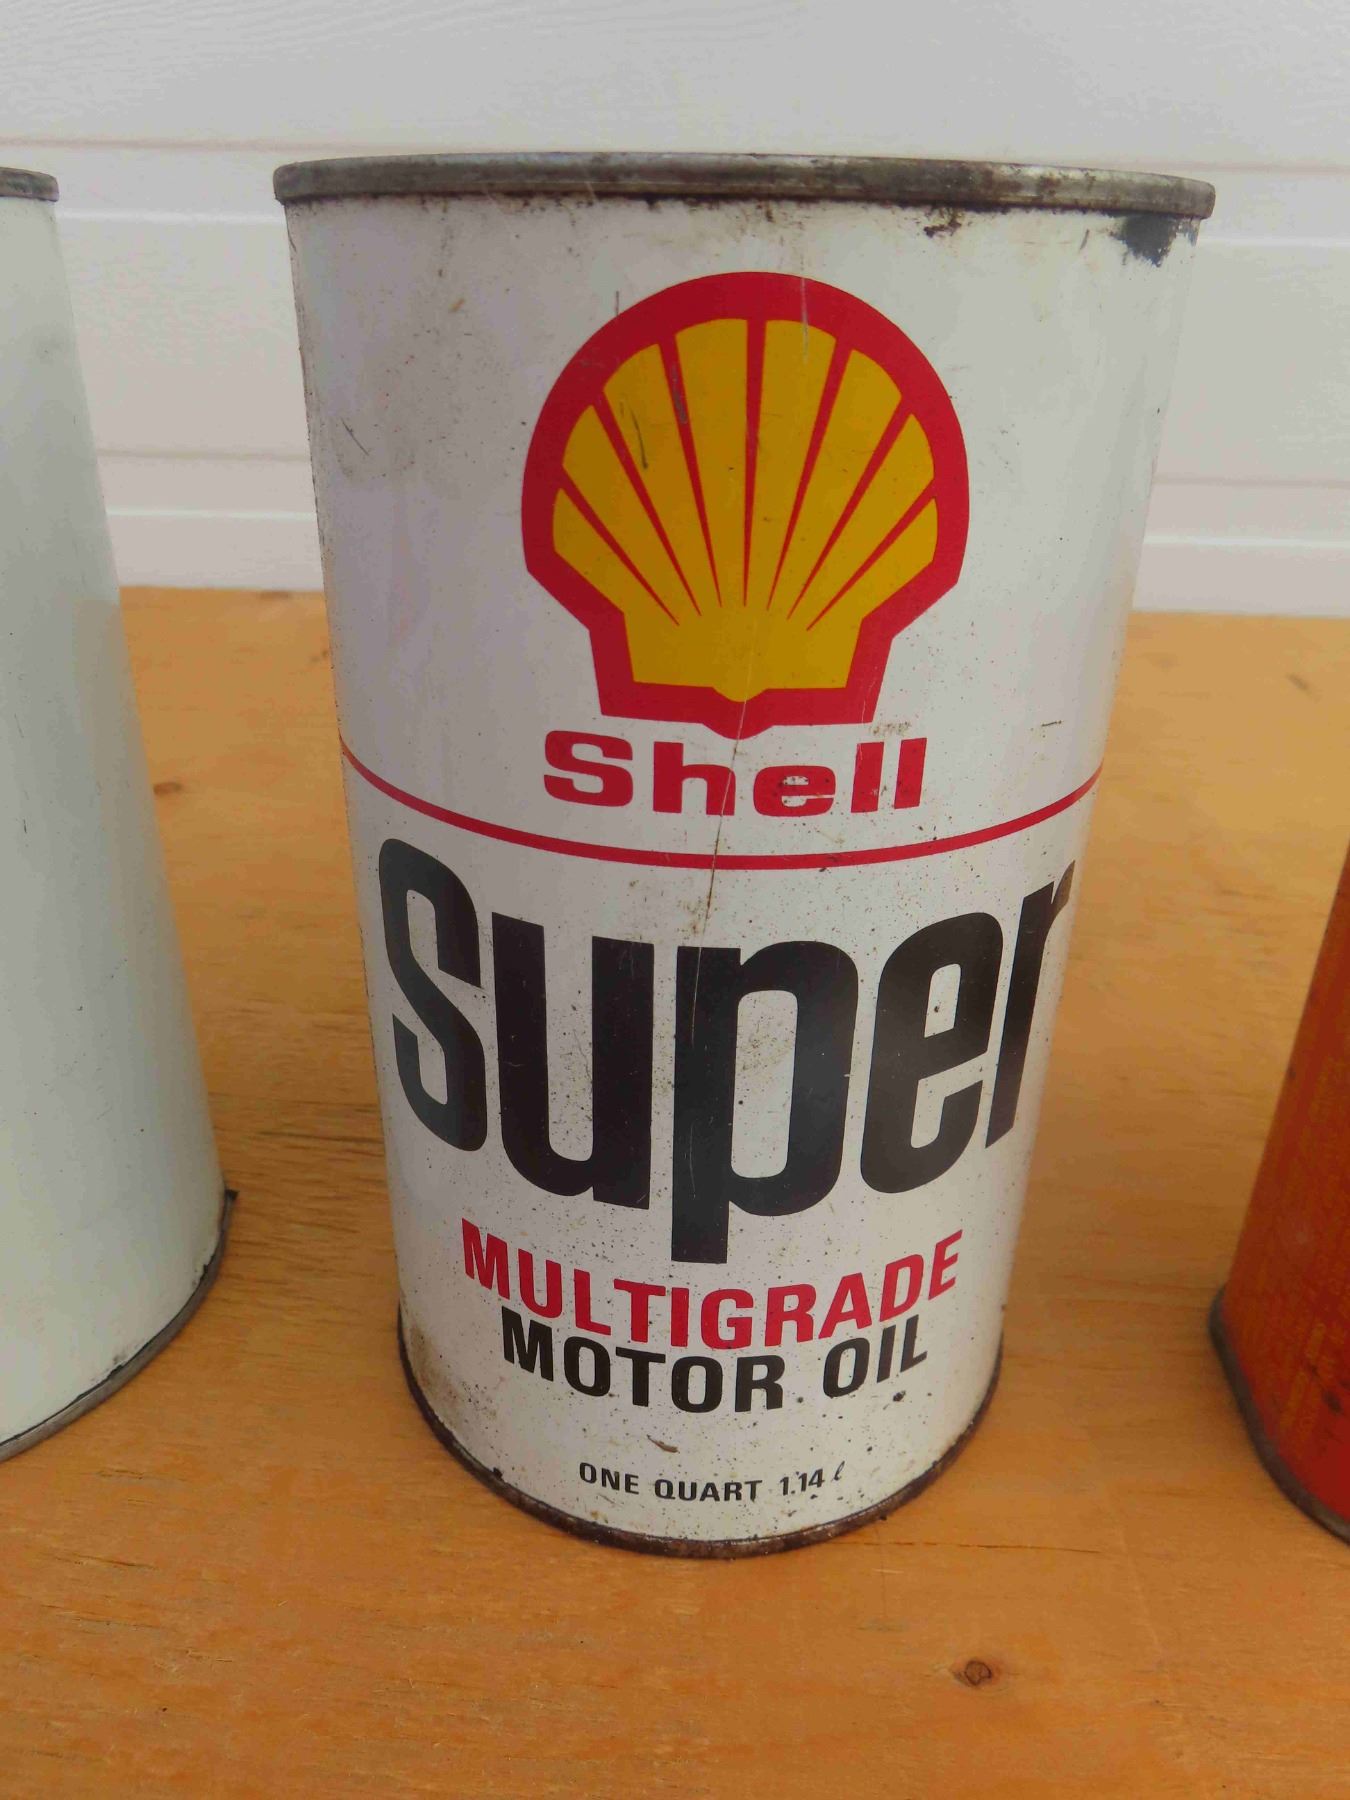 Shell
Super
MULTIGRADE
MOTOR OIL
ONE QUART 1.14 ℓ